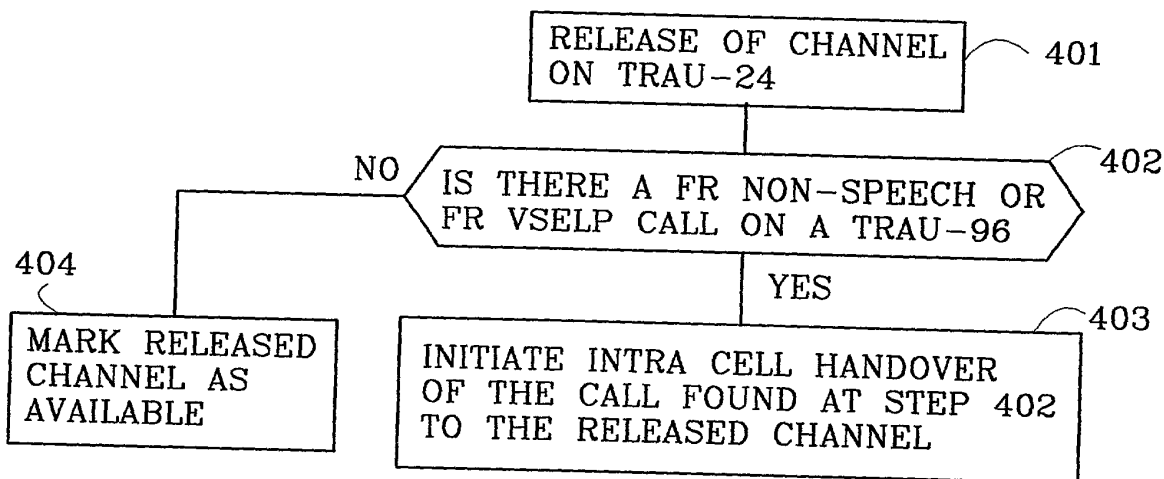 RELEASE OF CHANNEL
ON TRAU-24
401
402
IS THERE A FR NON-SPEECH OR
FR VSELP CALL ON A TRAU-96
NO
YES
404
MARK RELEASED
CHANNEL AS
AVAILABLE
403
INITIATE INTRA CELL HANDOVER
OF THE CALL FOUND AT STEP 402
TO THE RELEASED CHANNEL